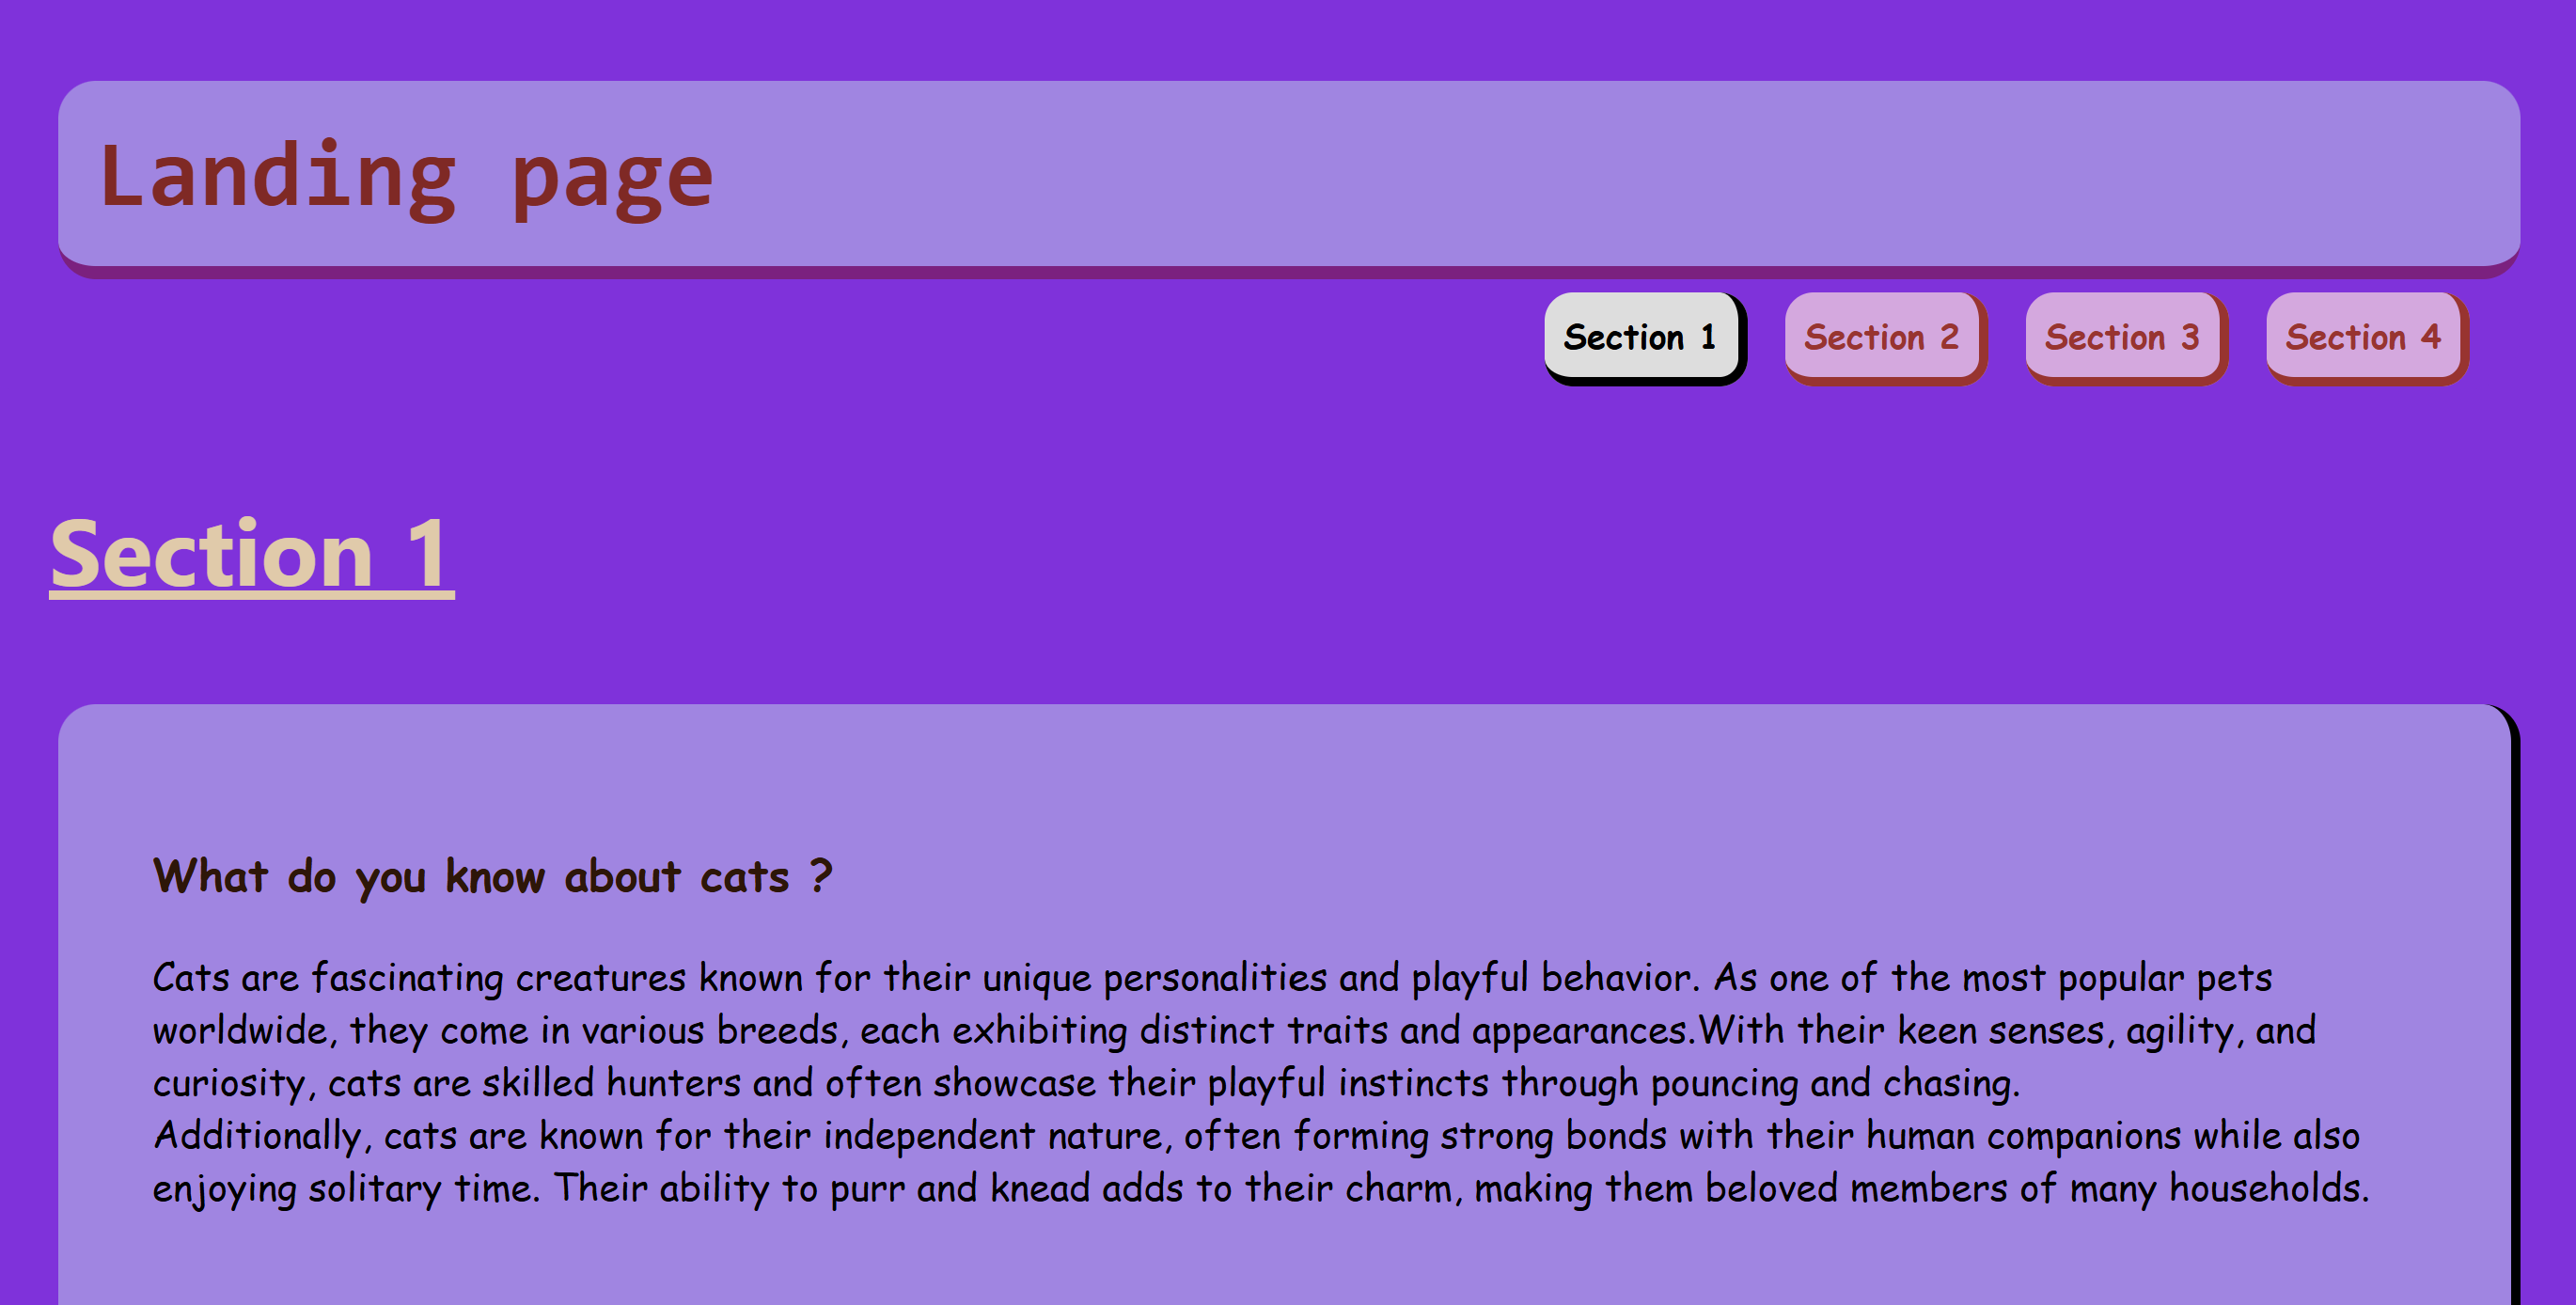 Landing page
Section 1
Section 2
Section 3
Section 4
Section 1
What do you know about cats ?
Cats are fascinating creatures known for their unique personalities and playful behavior. As one of the most popular pets
worldwide, they come in various breeds, each exhibiting distinct traits and appearances.With their keen senses, agility, and
curiosity, cats are skilled hunters and often showcase their playful instincts through pouncing and chasing.
Additionally, cats are known for their independent nature, often forming strong bonds with their human companions while also
enjoying solitary time. Their ability to purr and knead adds to their charm, making them beloved members of many households.